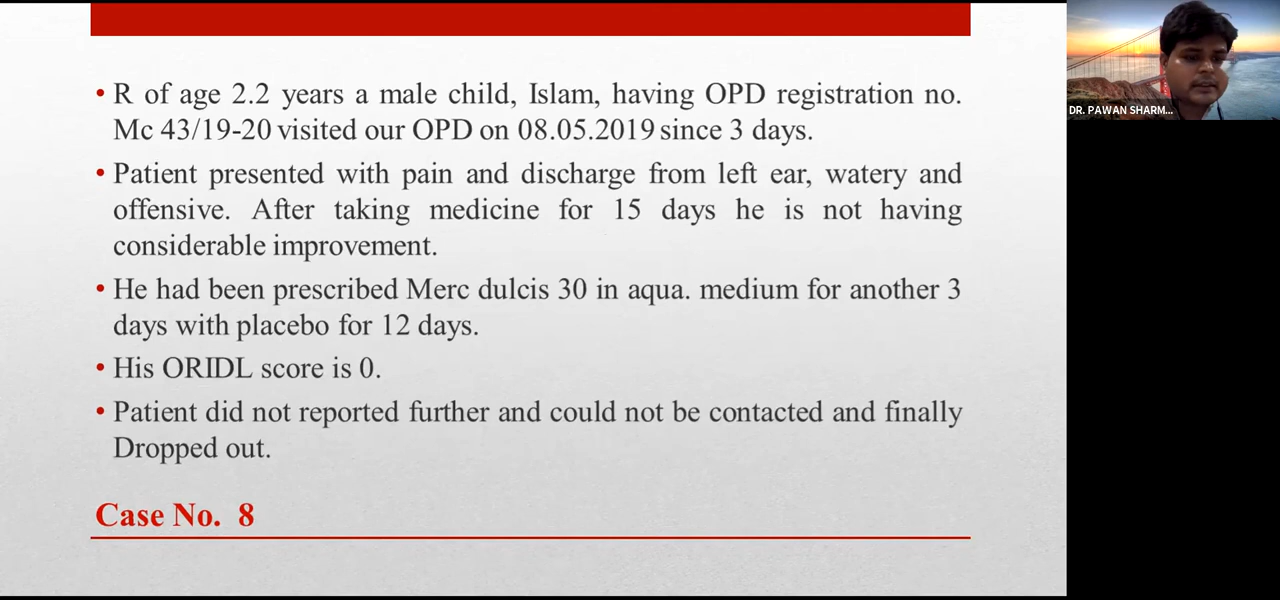 • R of age 2.2 years a male child, Islam, having OPD registration no.
Mc 43/19-20 visited our OPD on 08.05.2019 since 3 days.
• Patient presented with pain and discharge from left ear, watery and
offensive. After taking medicine for 15 days he is not having
considerable improvement.
• He had been prescribed Merc dulcis 30 in aqua. medium for another 3
days with placebo for 12 days.
• His ORIDL score is 0.
• Patient did not reported further and could not be contacted and finally
Dropped out.
Case No. 8
DR. PAWAN SHARM...